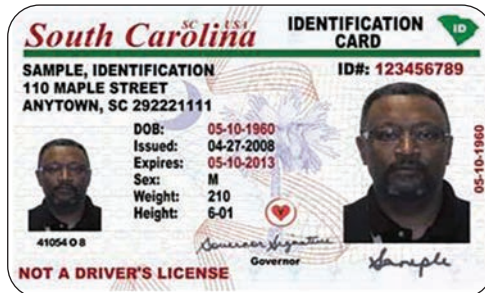 South Carolina
SC USA
IDENTIFICATION
CARD
ID
SAMPLE, IDENTIFICATION
110 MAPLE STREET
ANYTOWN, SC 292221111
ID#: 123456789
DOB: 05-10-1960
Issued: 04-27-2008
Expires: 05-10-2013
Sex: M
Weight: 210
Height: 6-01
05-10-1960
41054 O 8
Governor Signature
Governor
Sample
NOT A DRIVER'S LICENSE